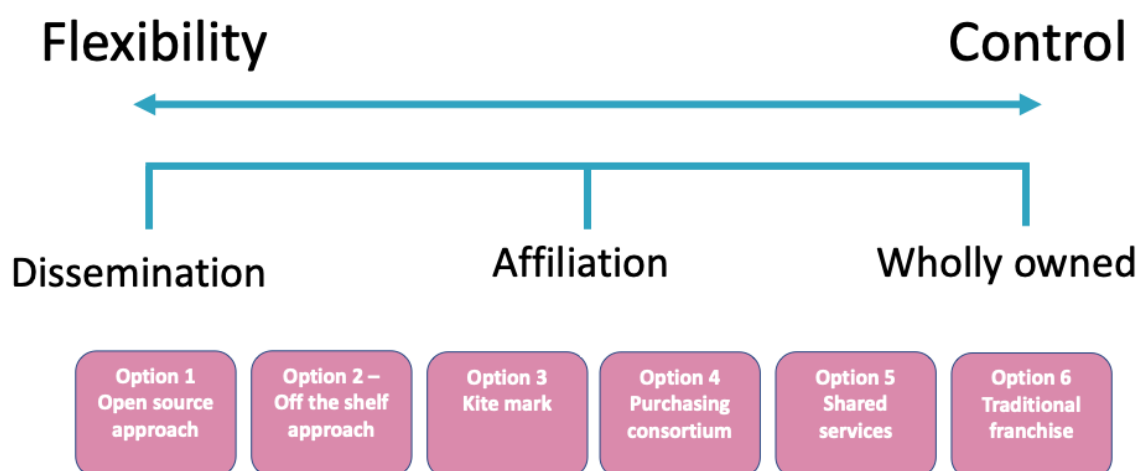 Flexibility
Control
Dissemination
Affiliation
Wholly owned
Option 1
Open source
approach
Option 2 –
Off the shelf
approach
Option 3
Kite mark
Option 4
Purchasing
consortium
Option 5
Shared
services
Option 6
Traditional
franchise